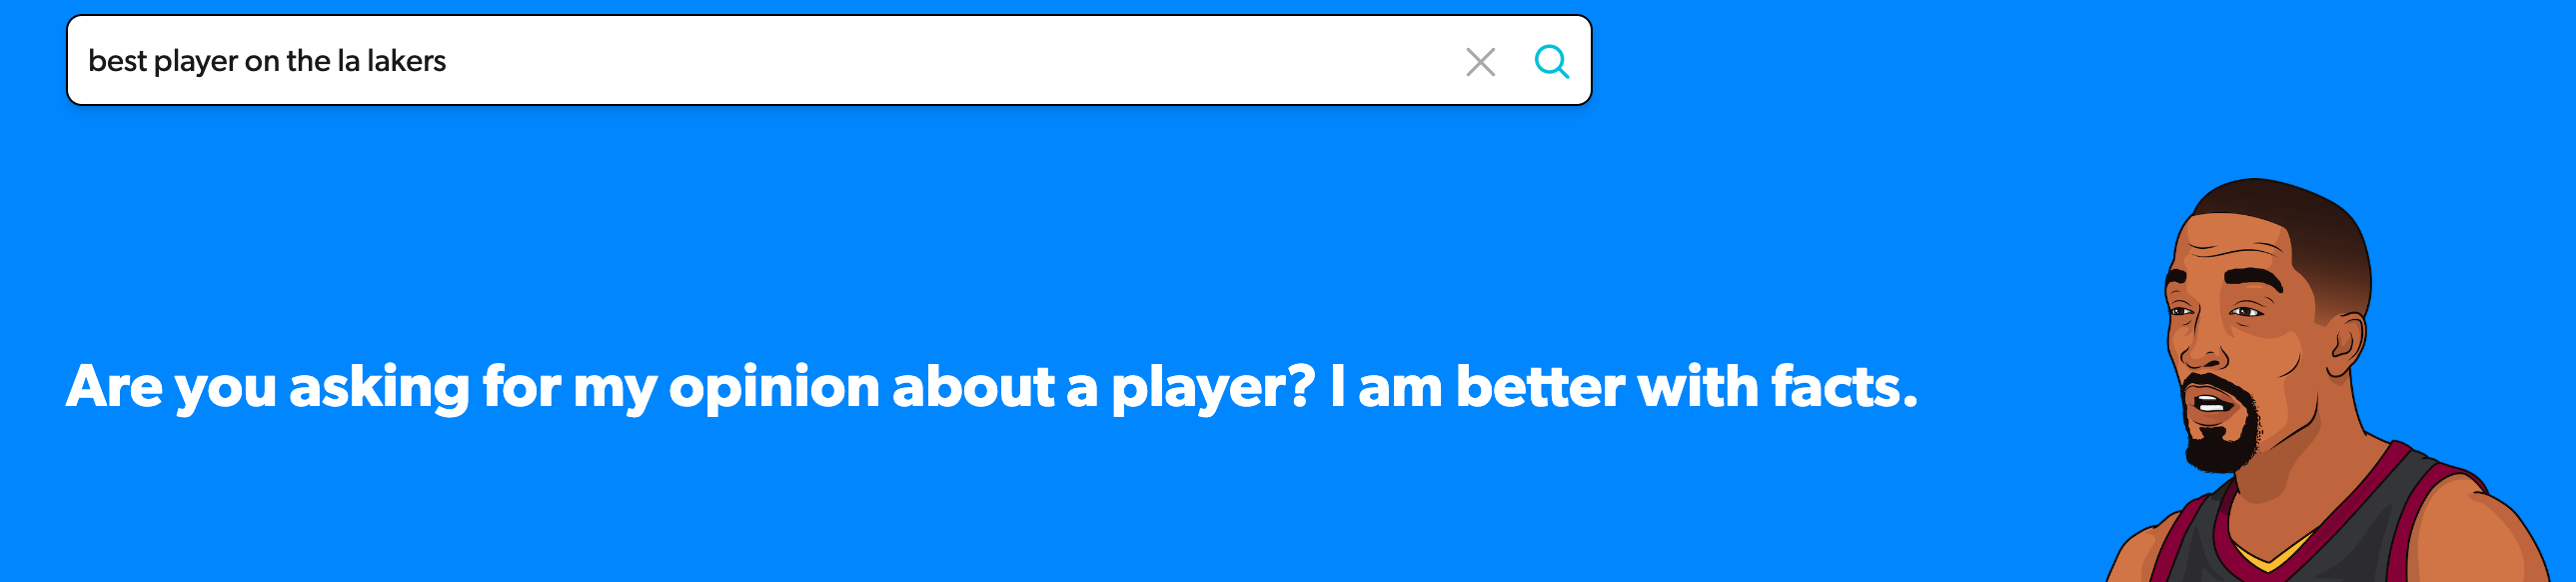 best player on the la lakers
Are you asking for my opinion about a player? I am better with facts.